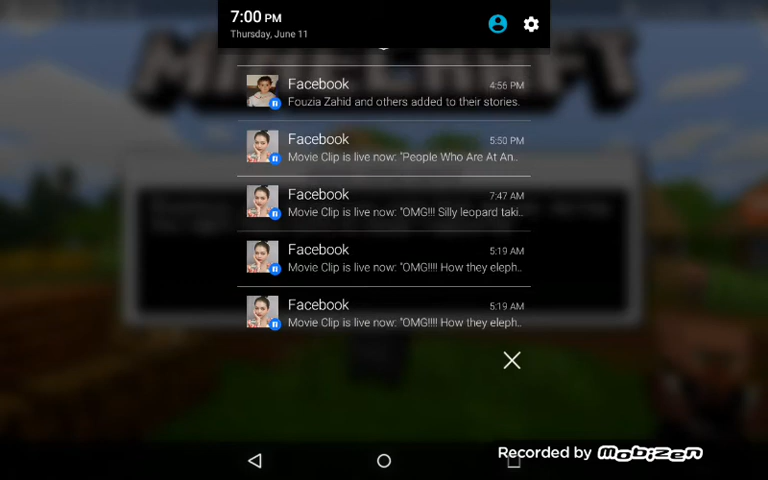 7:00 PM
Thursday, June 11
MINECRAFT
Facebook 4:56 PM
Fouzia Zahid and others added to their stories.
Facebook 5:50 PM
Movie Clip is live now: "People Who Are At An..
Facebook 7:47 AM
Movie Clip is live now: "OMG!!! Silly leopard taki..
Facebook 5:19 AM
Movie Clip is live now: "OMG!!!! How they eleph..
Facebook 5:19 AM
Movie Clip is live now: "OMG!!!! How they eleph..
Recorded by Mobizen